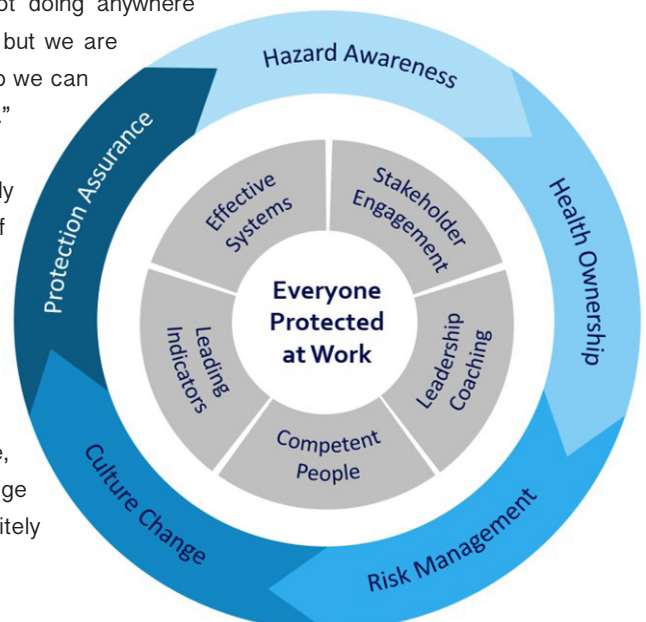 ot doing anywhere
but we are
o we can
.”
ly
f
e,
ge
itely
Hazard Awareness
Health Ownership
Risk Management
Culture Change
Protection Assurance
Effective
Systems
Stakeholder
Engagement
Leadership
Coaching
Competent
People
Leading
Indicators
Everyone
Protected
at Work